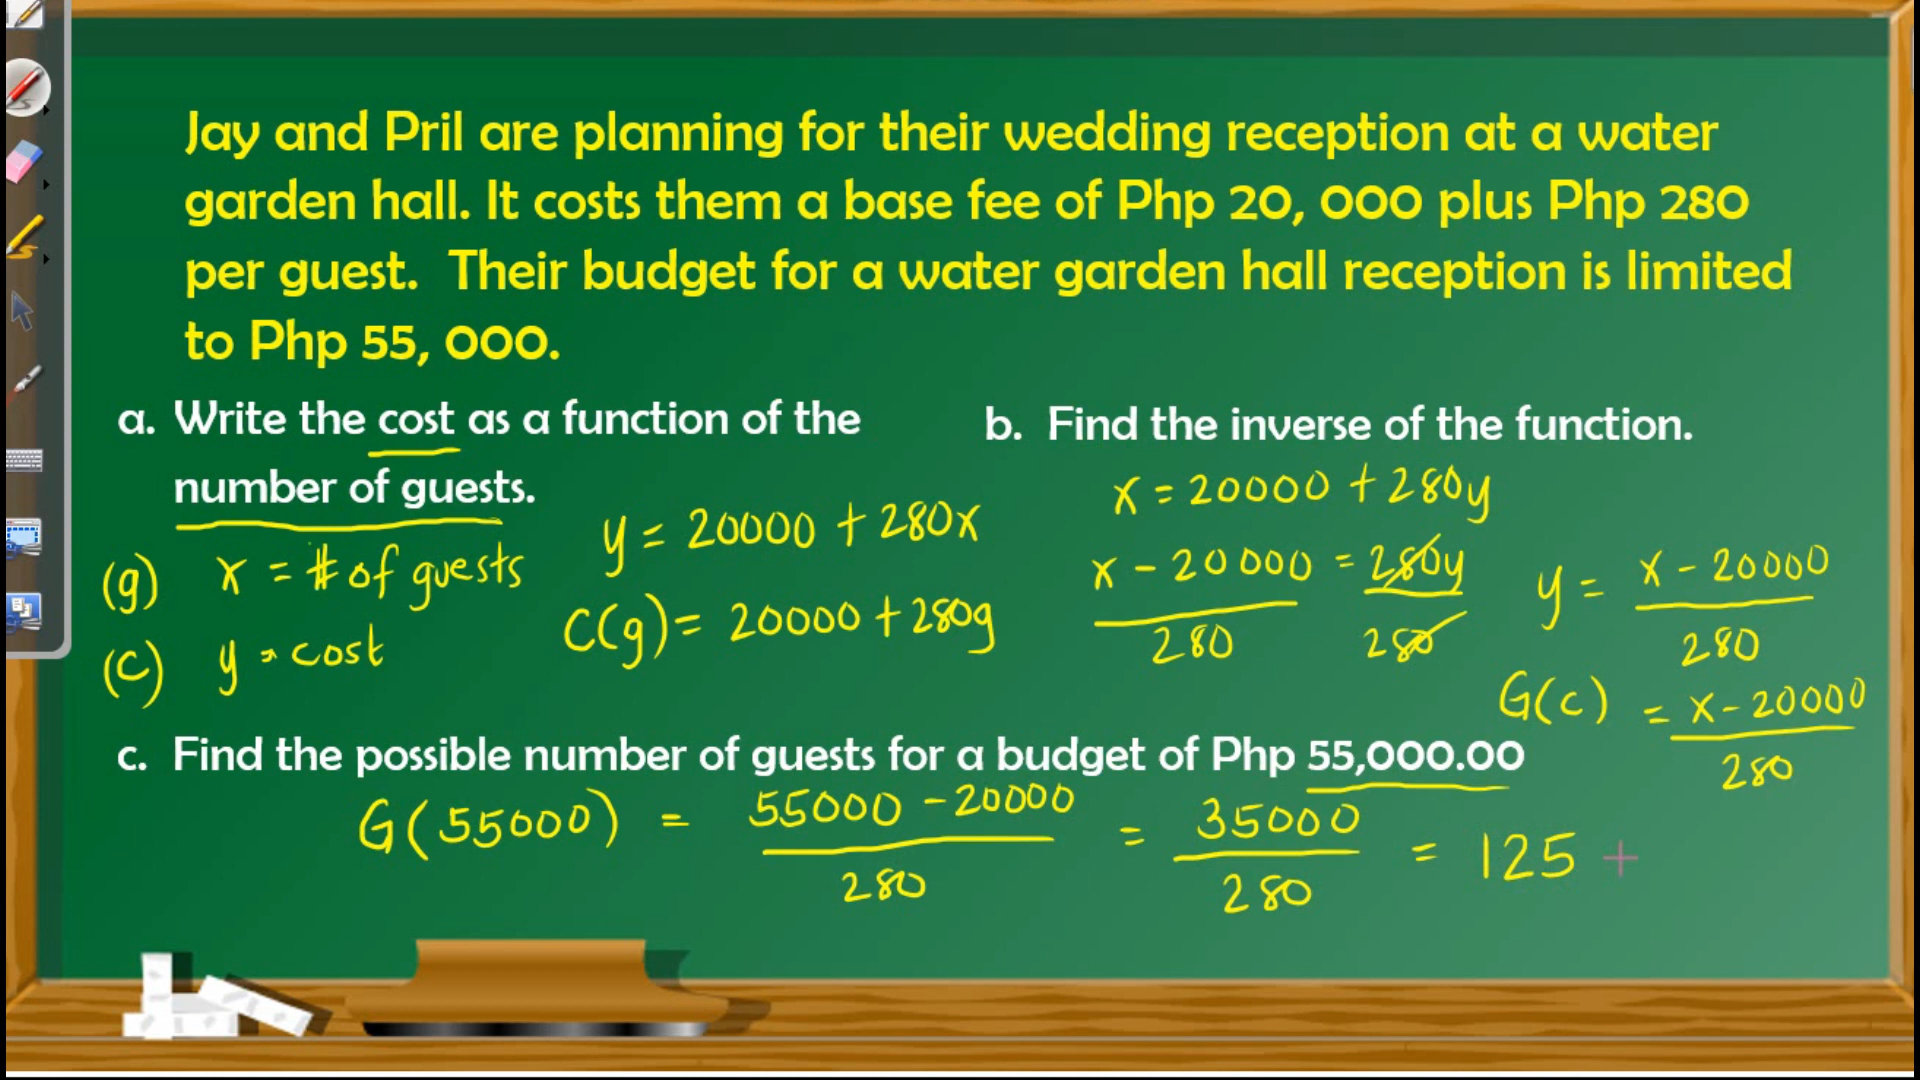 Jay and Pril are planning for their wedding reception at a water
garden hall. It costs them a base fee of Php 20, 000 plus Php 280
per guest. Their budget for a water garden hall reception is limited
to Php 55, 000.
a. Write the cost as a function of the
number of guests.
(g) x = # of guests
(C) y = cost
y = 20000 + 280x
C(g) = 20000 + 280g
b. Find the inverse of the function.
x = 20000 + 280y
x - 20000 = 280y
280 280
y = x - 20000
280
G(c) = x - 20000
280
c. Find the possible number of guests for a budget of Php 55,000.00
G(55000) = 55000 - 20000 = 35000 = 125
280 280